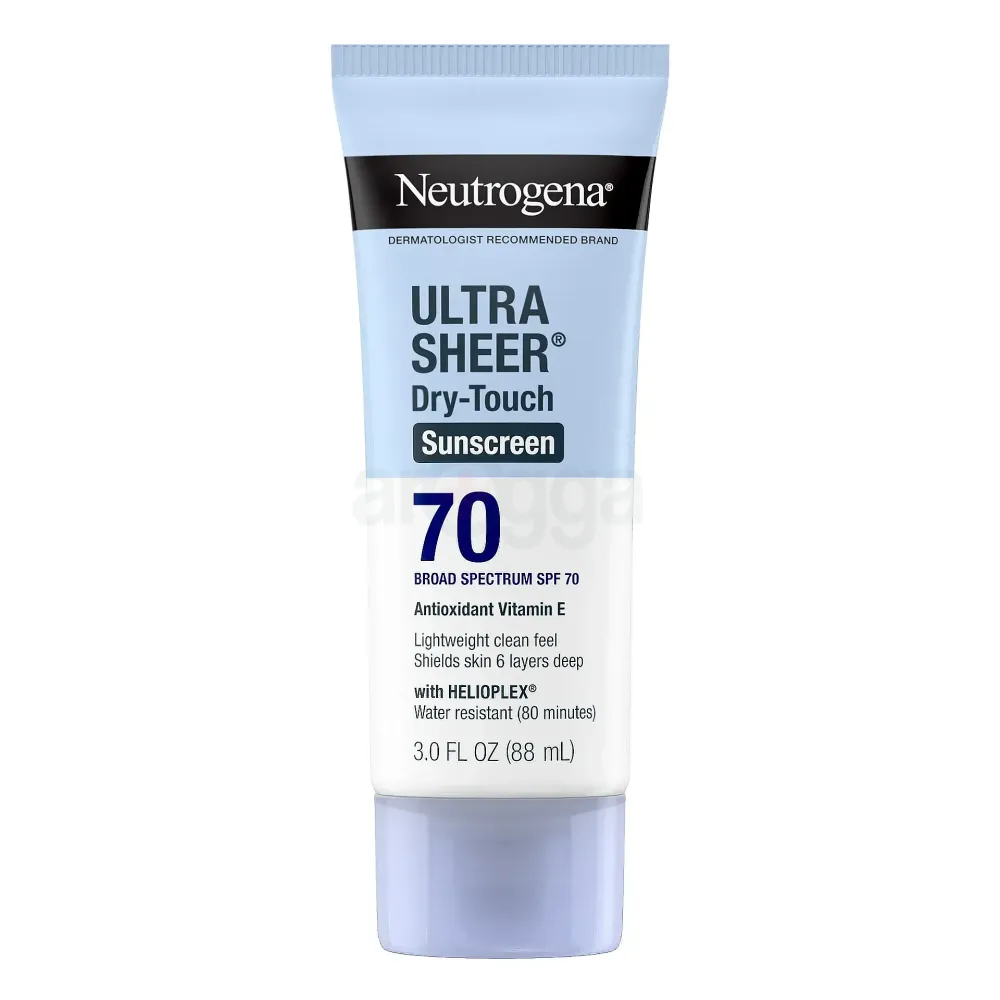 Neutrogena®
DERMATOLOGIST RECOMMENDED BRAND
ULTRA
SHEER®
Dry-Touch
Sunscreen
arogga
70
BROAD SPECTRUM SPF 70
Antioxidant Vitamin E
Lightweight clean feel
Shields skin 6 layers deep
with HELIOPLEX®
Water resistant (80 minutes)
3.0 FL OZ (88 mL)